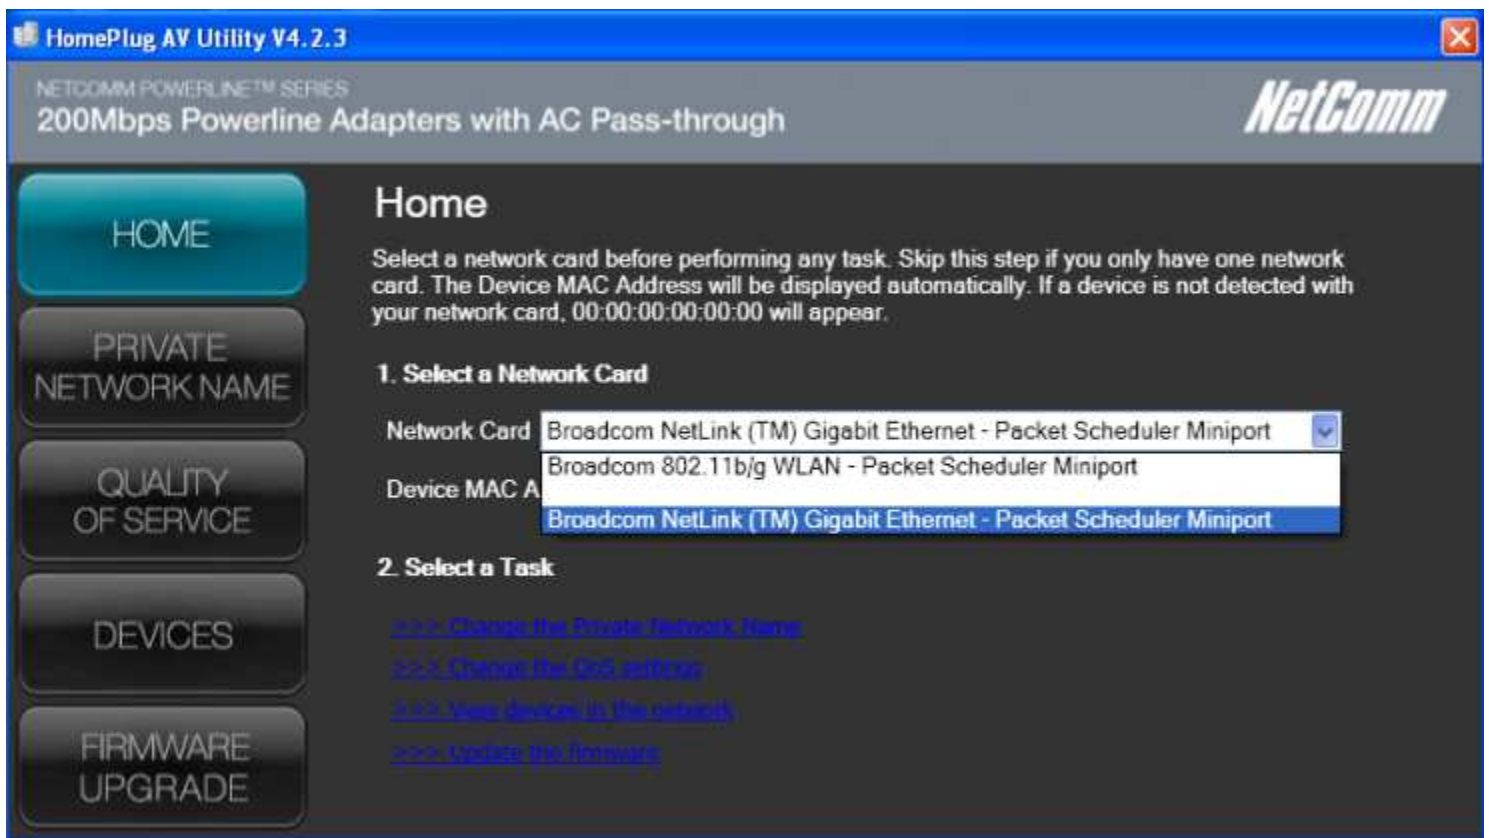 HomePlug AV Utility V4.2.3
NETCOMM POWERLINE™ SERIES
200Mbps Powerline Adapters with AC Pass-through
NetComm
HOME
PRIVATE
NETWORK NAME
QUALITY
OF SERVICE
DEVICES
FIRMWARE
UPGRADE
Home
Select a network card before performing any task. Skip this step if you only have one network
card. The Device MAC Address will be displayed automatically. If a device is not detected with
your network card, 00:00:00:00:00:00 will appear.
1. Select a Network Card
Network Card Broadcom NetLink (TM) Gigabit Ethernet - Packet Scheduler Miniport
Broadcom 802.11b/g WLAN - Packet Scheduler Miniport
Device MAC A
Broadcom NetLink (TM) Gigabit Ethernet - Packet Scheduler Miniport
2. Select a Task
>>> Change the Private Network Name
>>> Change the QoS settings
>>> View devices in the network
>>> Update the firmware